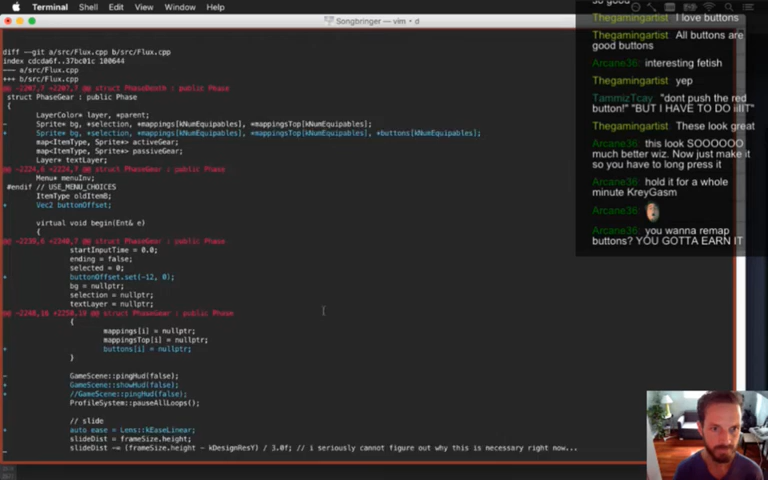 Terminal Shell Edit View Window Help
Songbringer — vim • d
diff --git a/src/Flux.cpp b/src/Flux.cpp
index cdcda6f..37bc01c 100644
--- a/src/Flux.cpp
+++ b/src/Flux.cpp
@@ -2207,7 +2207,7 @@ struct PhaseDeath : public Phase
struct PhaseGear : public Phase
{
LayerColor* layer, *parent;
- Sprite* bg, *selection, *mappings[kNumEquipables], *mappingsTop[kNumEquipables];
+ Sprite* bg, *selection, *mappings[kNumEquipables], *mappingsTop[kNumEquipables], *buttons[kNumEquipables];
map<ItemType, Sprite*> activeGear;
map<ItemType, Sprite*> passiveGear;
Layer* textLayer;
@@ -2224,6 +2224,7 @@ struct PhaseGear : public Phase
Menu* menuInv;
#endif // USE_MENU_CHOICES
ItemType oldItemB;
+ Vec2 buttonOffset;
virtual void begin(Ent& e)
{
@@ -2239,6 +2240,7 @@ struct PhaseGear : public Phase
startInputTime = 0.0;
ending = false;
selected = 0;
+ buttonOffset.set(-12, 0);
bg = nullptr;
selection = nullptr;
textLayer = nullptr;
@@ -2248,16 +2250,19 @@ struct PhaseGear : public Phase
{
mappings[i] = nullptr;
mappingsTop[i] = nullptr;
+ buttons[i] = nullptr;
}
- GameScene::pingHud(false);
+ GameScene::showHud(false);
+ //GameScene::pingHud(false);
ProfileSystem::pauseAllLoops();
// slide
+ auto ease = Lens::kEaseLinear;
slideDist = frameSize.height;
- slideDist -= (frameSize.height - kDesignResY) / 3.0f; // i seriously cannot figure out why this is necessary right now...
so good
Thegamingartist I love buttons
Thegamingartist All buttons are
good buttons
Arcane36: interesting fetish
Thegamingartist: yep
TammizTcay "dont push the red
button!" "BUT I HAVE TO DO iIIIT"
Thegamingartist: These look great
Arcane36: this look SOOOOO
much better wiz. Now just make it
so you have to long press it
Arcane36: hold it for a whole
minute KreyGasm
Arcane36:
Arcane36: you wanna remap
buttons? YOU GOTTA EARN IT